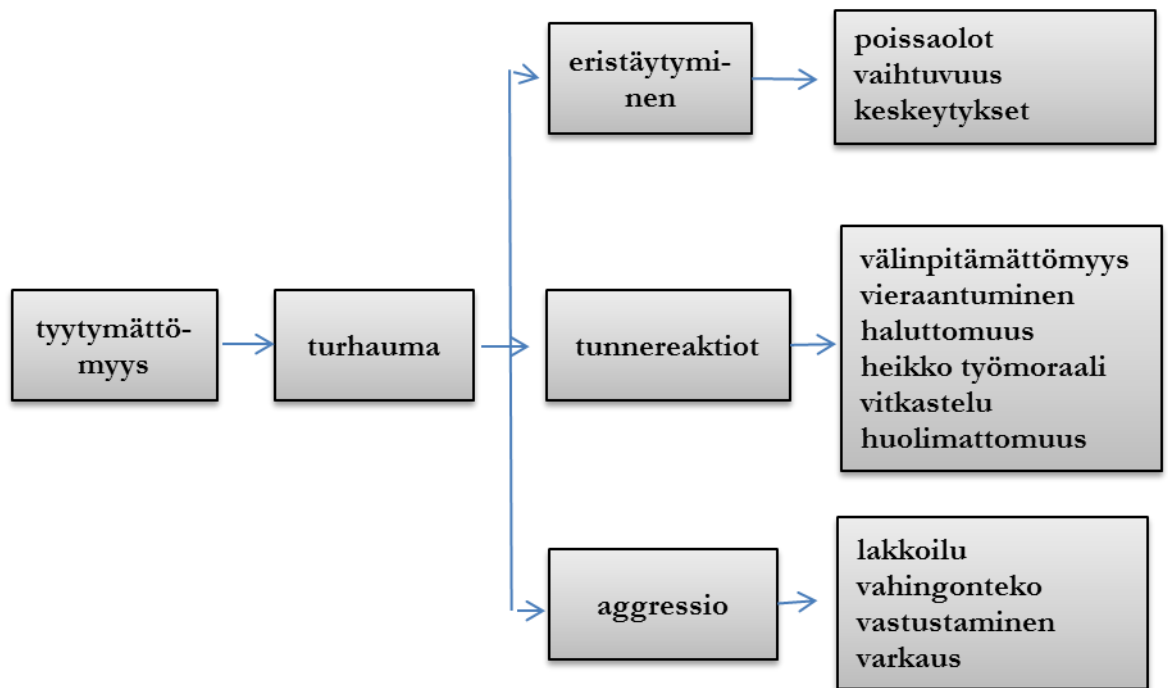 eristäytymi-
nen
poissaolot
vaihtuvuus
keskeytykset
tyytymättö-
myys
turhauma
tunnereaktiot
välinpitämättömyys
vieraantuminen
haluttomuus
heikko työmoraali
vitkastelu
huolimattomuus
aggressio
lakkoilu
vahingonteko
vastustaminen
varkaus